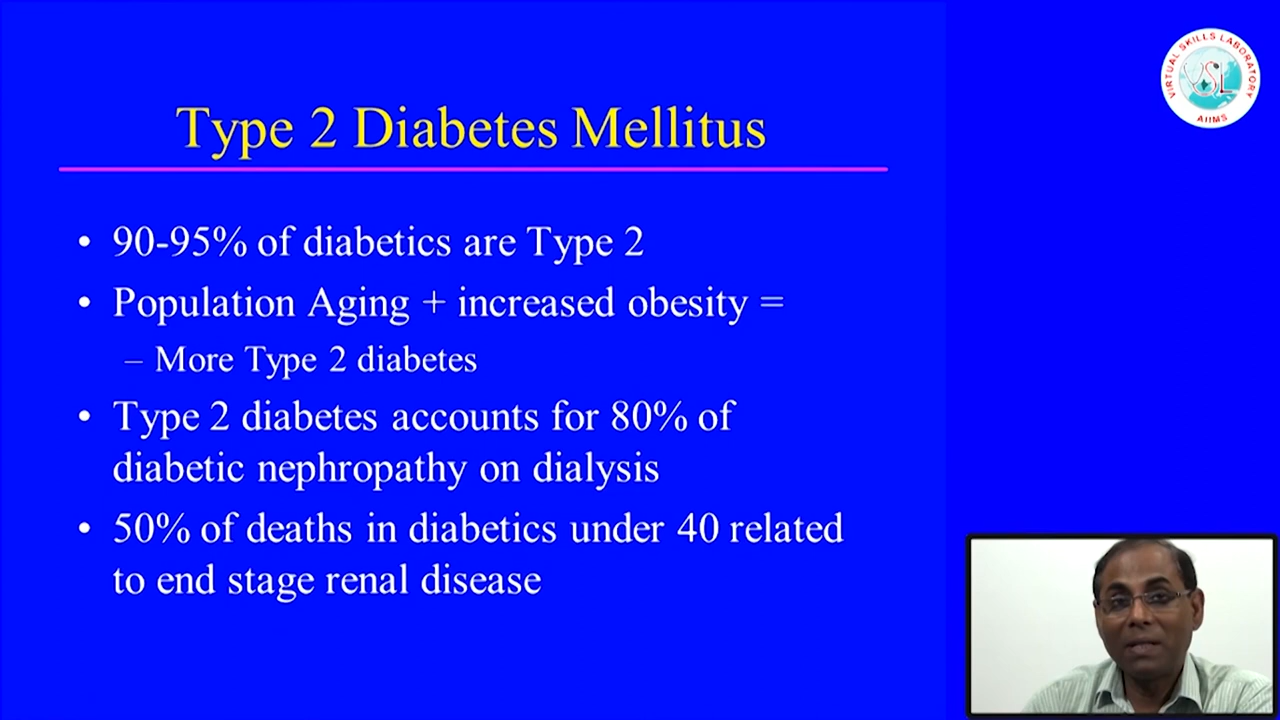 VIRTUAL SKILLS LABORATORY
VSL
AIIMS
Type 2 Diabetes Mellitus
• 90-95% of diabetics are Type 2
• Population Aging + increased obesity =
– More Type 2 diabetes
• Type 2 diabetes accounts for 80% of
diabetic nephropathy on dialysis
• 50% of deaths in diabetics under 40 related
to end stage renal disease